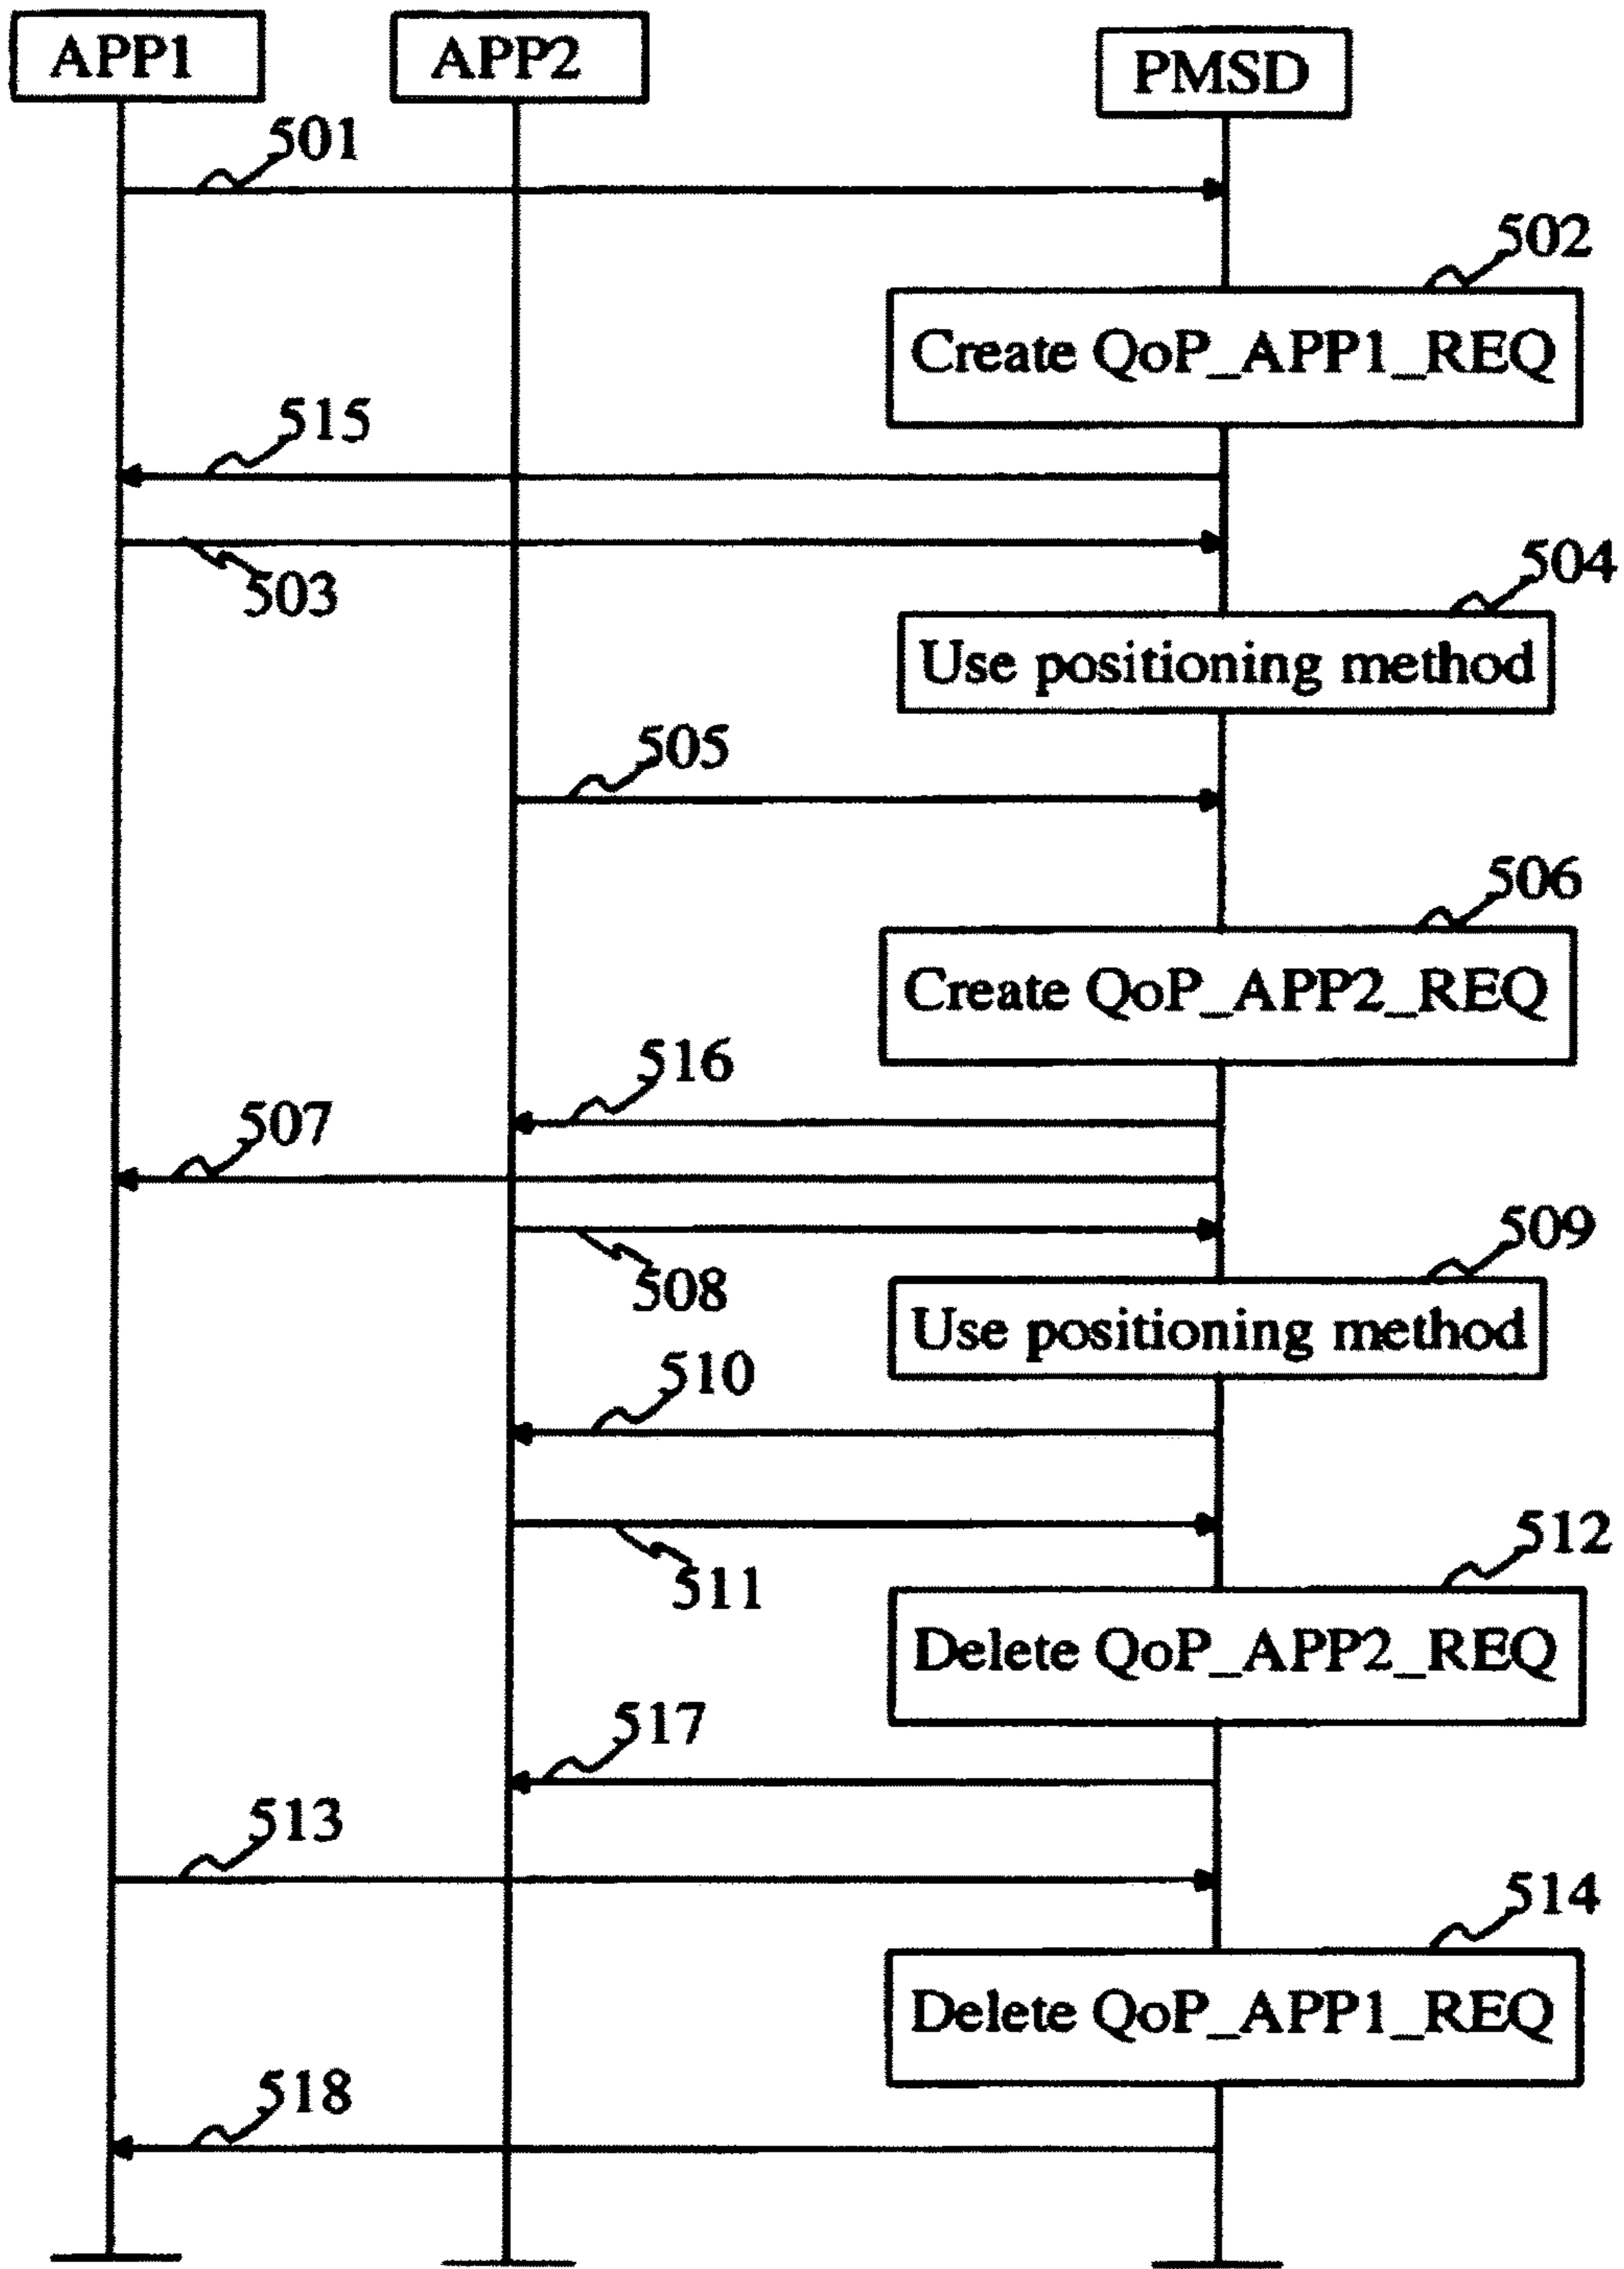 APP1
APP2
PMSD
501
502
Create QoP_APP1_REQ
515
503
504
Use positioning method
505
506
Create QoP_APP2_REQ
516
507
508
509
Use positioning method
510
511
512
Delete QoP_APP2_REQ
517
513
514
Delete QoP_APP1_REQ
518